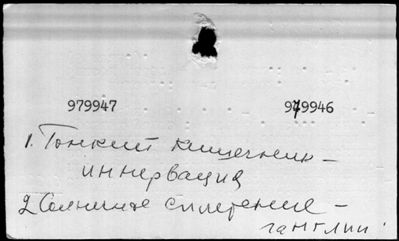 979947 979946
1. Тонкий кишечник –
иннервация
2. Солнечное сплетение –
ганглии